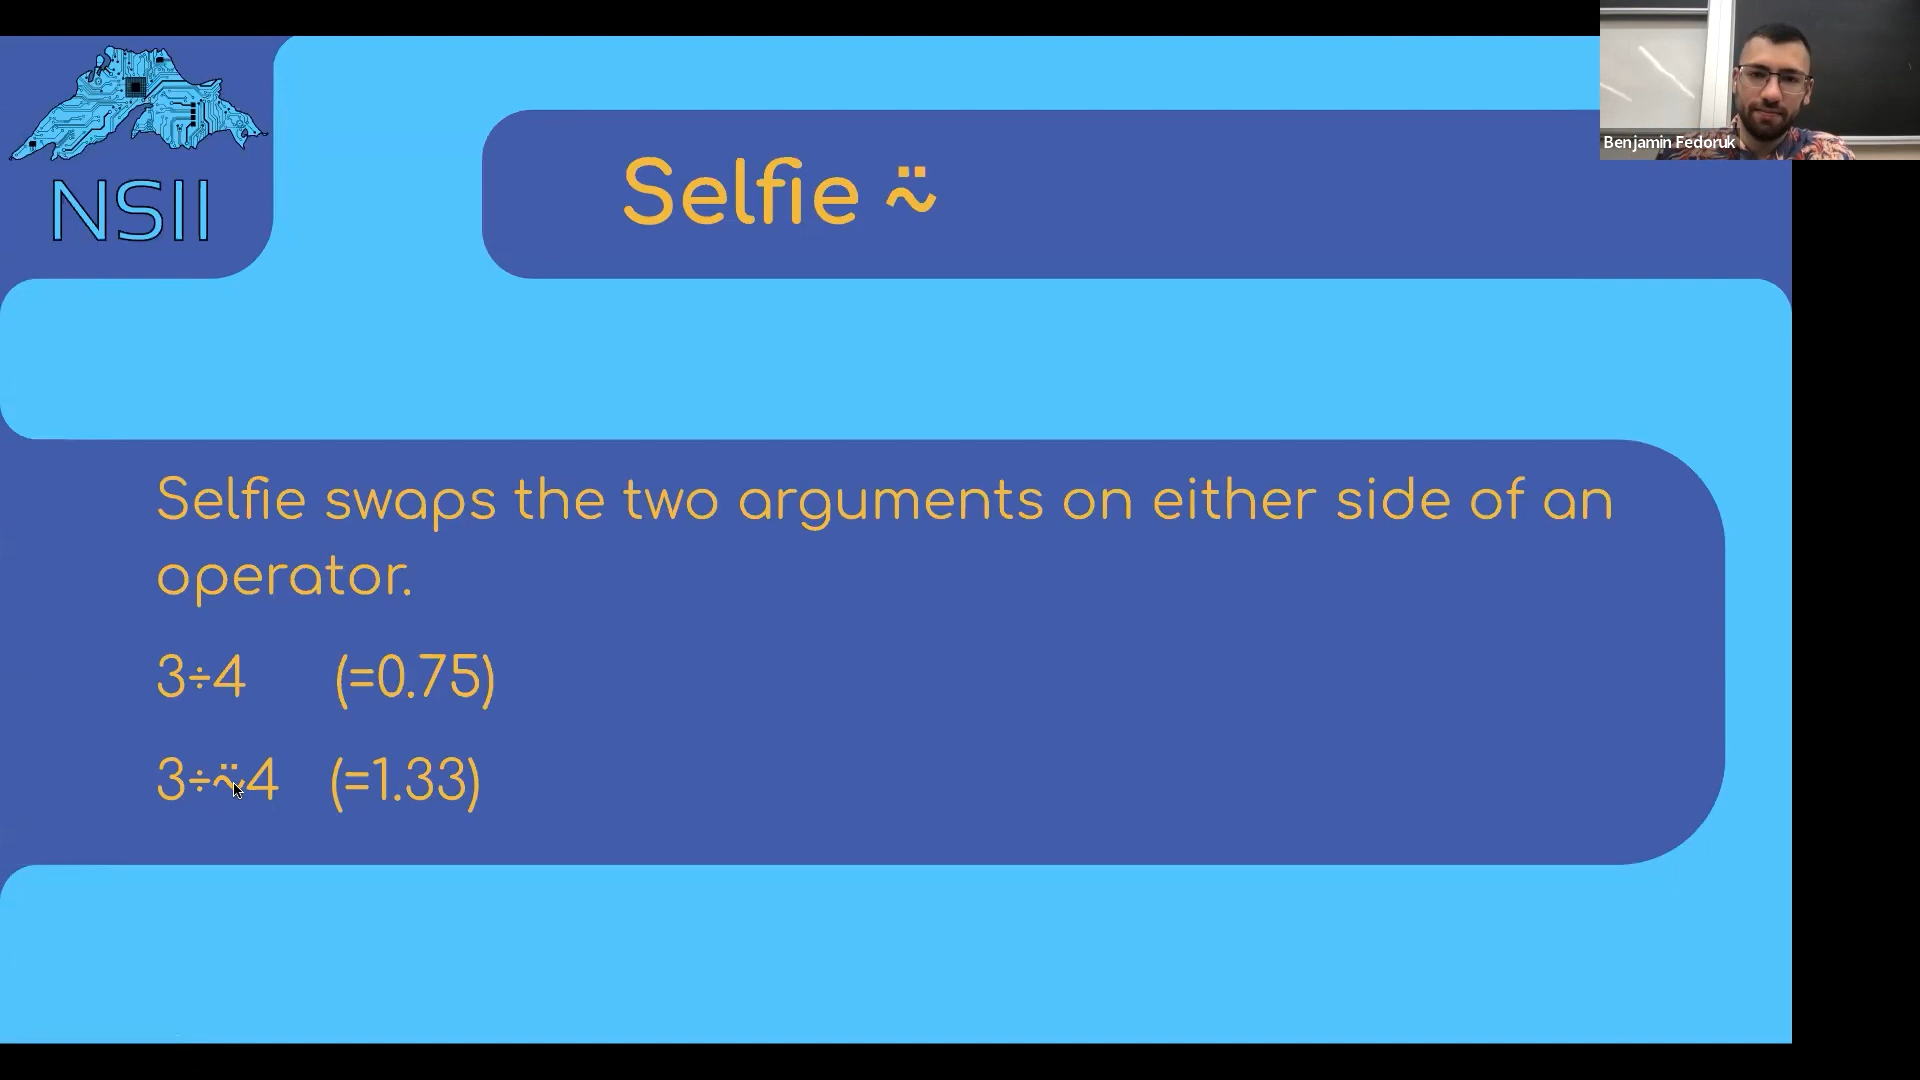 NSII
Selfie ⍨
Benjamin Fedoruk
Selfie swaps the two arguments on either side of an
operator.
3÷4 (=0.75)
3÷⍨4 (=1.33)